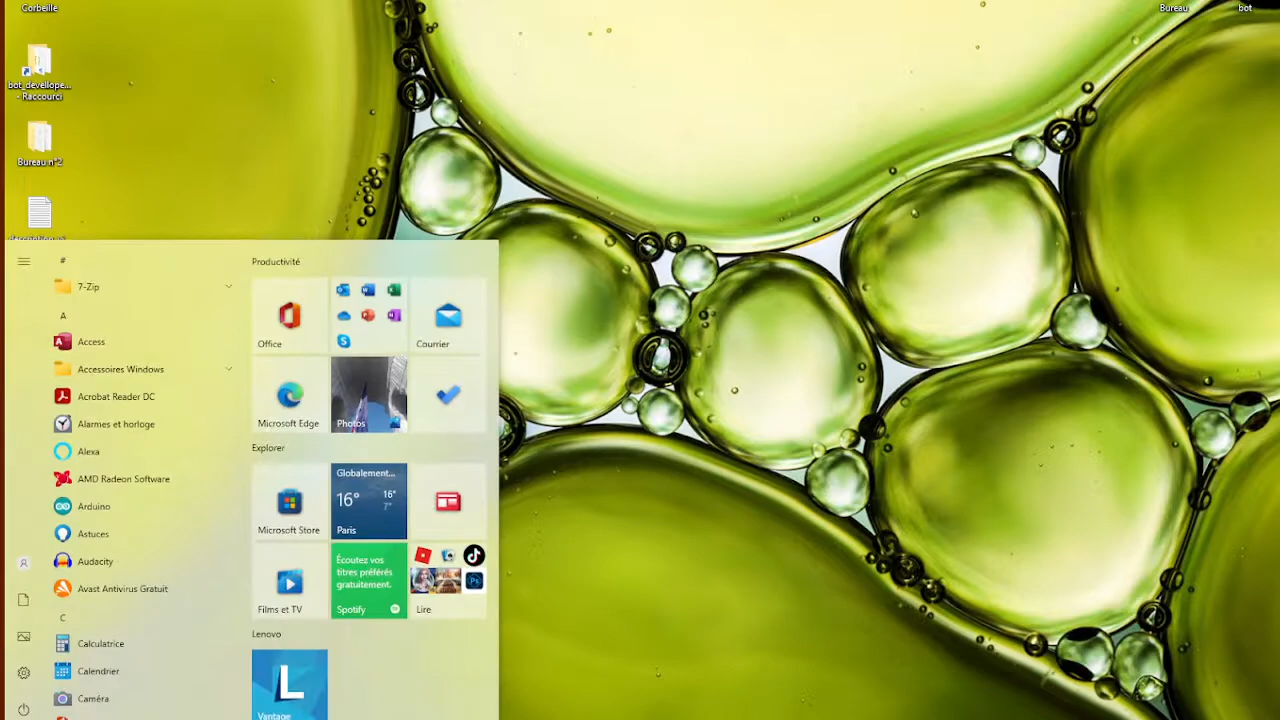 Corbeille
Bureau
bot
bot_develope...
- Raccourci
Bureau n°2
#
7-Zip
A
Access
Accessoires Windows
Acrobat Reader DC
Alarmes et horloge
Alexa
AMD Radeon Software
Arduino
Astuces
Audacity
Avast Antivirus Gratuit
C
Calculatrice
Calendrier
Caméra
Productivité
Office
Courrier
Microsoft Edge
Photos
Explorer
Microsoft Store
Globalement...
16°
16°
7°
Paris
Films et TV
Écoutez vos
titres préférés
gratuitement.
Spotify
Lire
Ps
Lenovo
L
Vantage